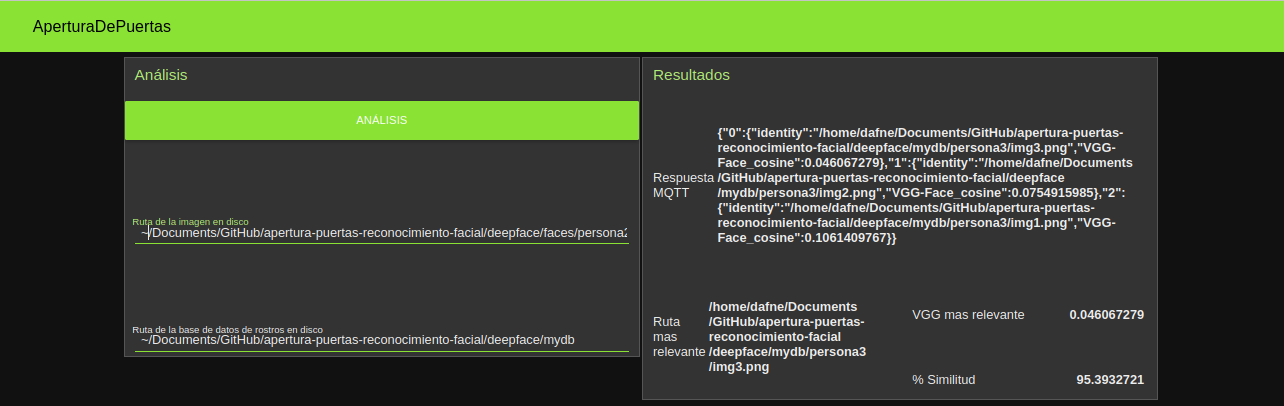 AperturaDePuertas
Análisis
ANÁLISIS
Ruta de la imagen en disco
~/Documents/GitHub/apertura-puertas-reconocimiento-facial/deepface/faces/persona2
Ruta de la base de datos de rostros en disco
~/Documents/GitHub/apertura-puertas-reconocimiento-facial/deepface/mydb
Resultados
Respuesta
MQTT
{"0":{"identity":"/home/dafne/Documents/GitHub/apertura-puertas-
reconocimiento-facial/deepface/mydb/persona3/img3.png","VGG-
Face_cosine":0.046067279},"1":{"identity":"/home/dafne/Documents
/GitHub/apertura-puertas-reconocimiento-facial/deepface
/mydb/persona3/img2.png","VGG-Face_cosine":0.0754915985},"2":
{"identity":"/home/dafne/Documents/GitHub/apertura-puertas-
reconocimiento-facial/deepface/mydb/persona3/img1.png","VGG-
Face_cosine":0.1061409767}}
Ruta
mas
relevante
/home/dafne/Documents
/GitHub/apertura-puertas-
reconocimiento-facial
/deepface/mydb/persona3
/img3.png
VGG mas relevante 0.046067279
% Similitud 95.3932721